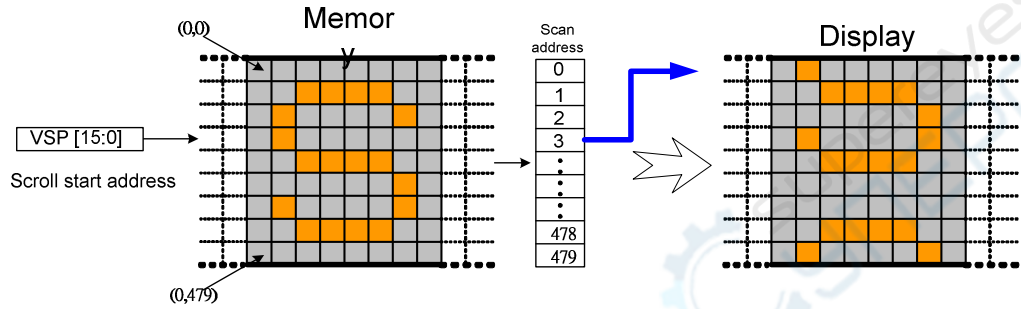 Memor
y
(0,0)
Scan
address
Display
0
1
2
3
478
479
VSP [15:0]
Scroll start address
(0,479)